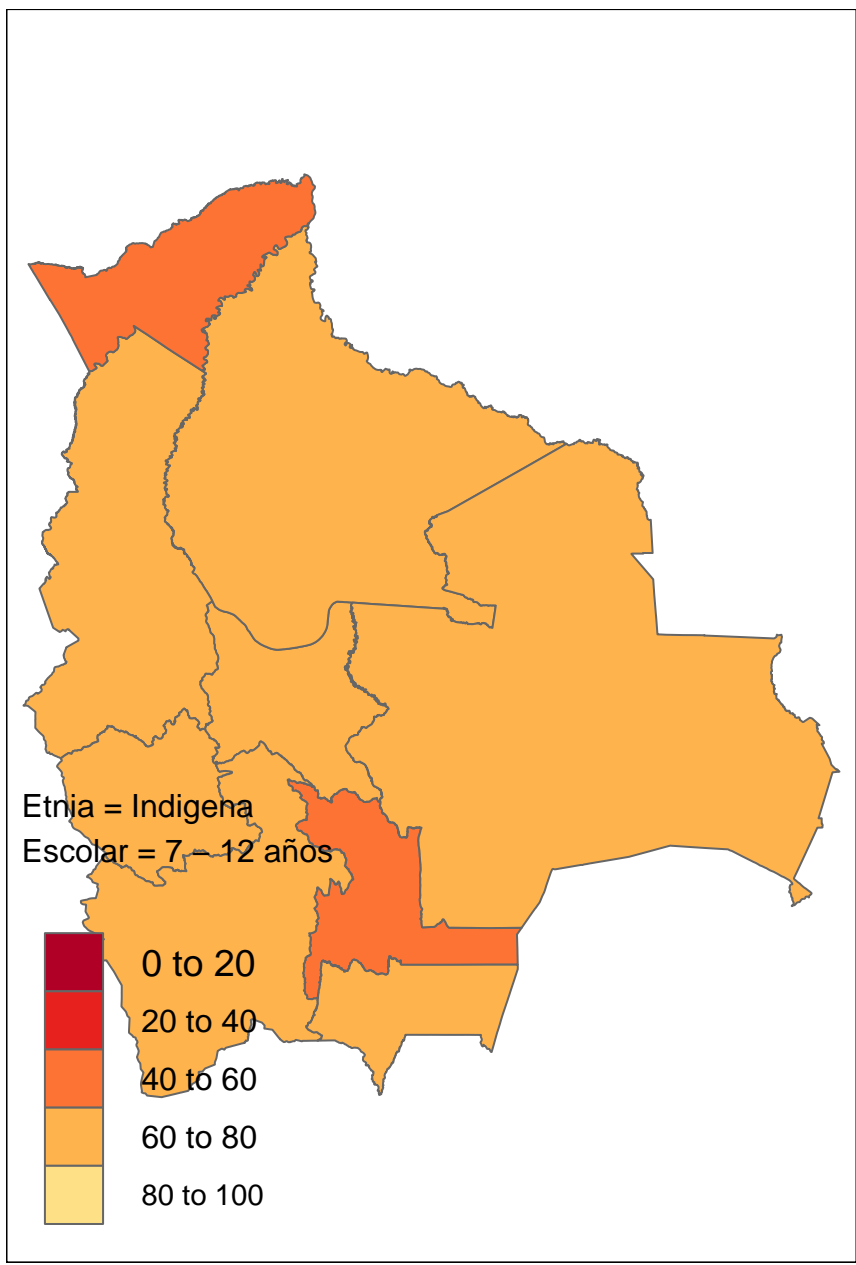 Etnia = Indigena
Escolar = 7 – 12 años
0 to 20
20 to 40
40 to 60
60 to 80
80 to 100